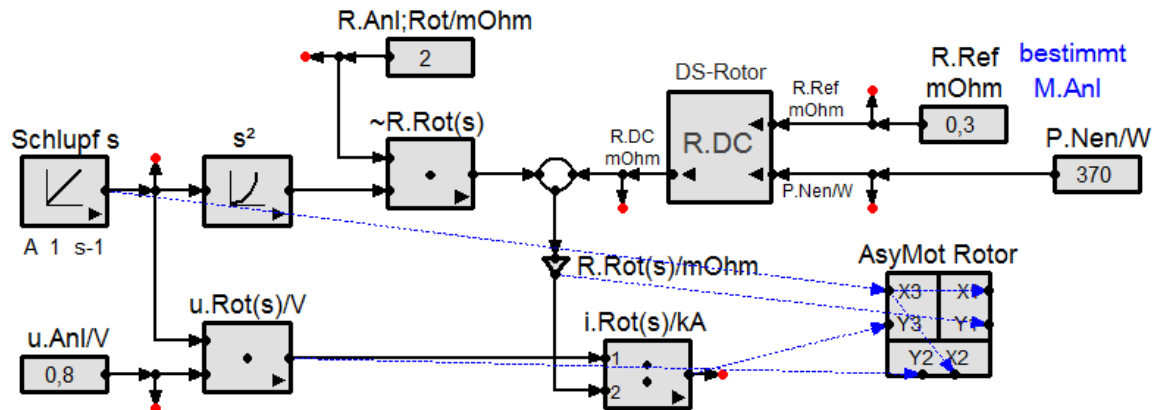 R.Anl;Rot/mOhm
2
DS-Rotor
R.Ref
mOhm
bestimmt
M.Anl
R.Ref
mOhm
0,3
~R.Rot(s)
Schlupf s
s²
R.DC
mOhm
R.DC
P.Nen/W
370
P.Nen/W
A 1 s-1
R.Rot(s)/mOhm
AsyMot Rotor
X3
Y3
Y2 X2
u.Rot(s)/V
i.Rot(s)/kA
u.Anl/V
0,8
1
2